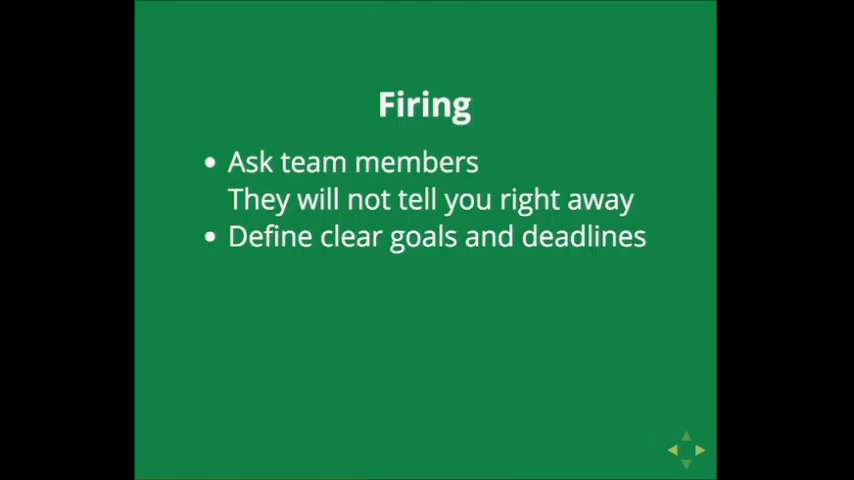 Firing
Ask team members
They will not tell you right away
Define clear goals and deadlines